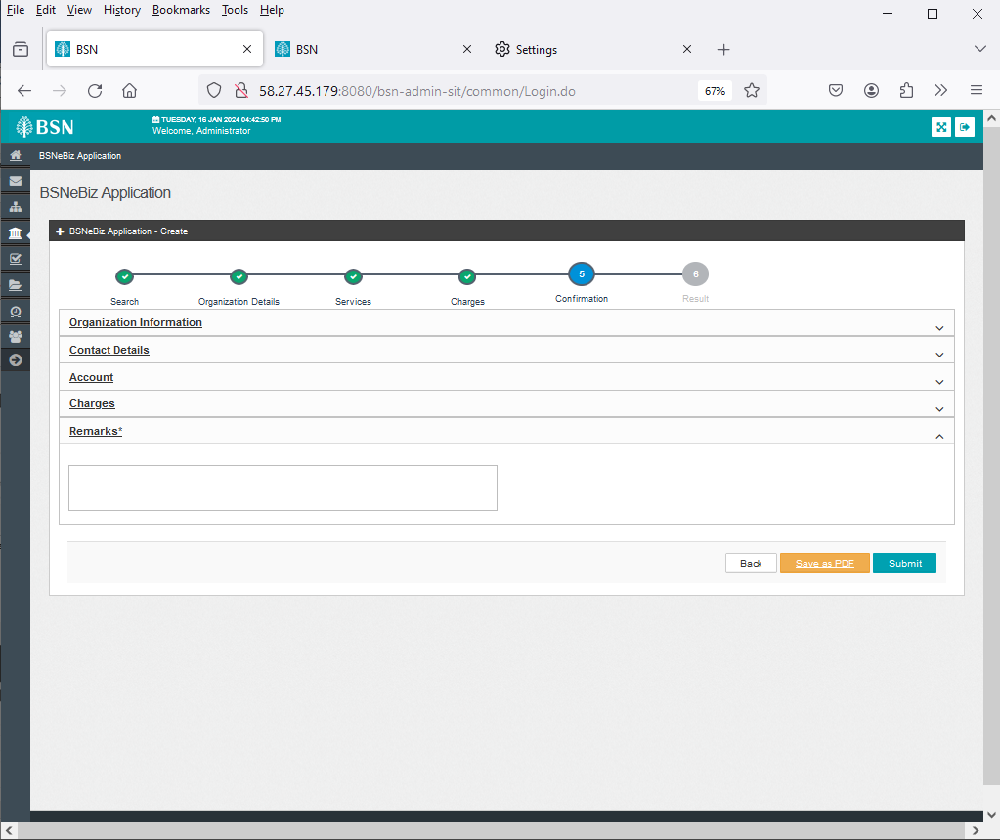 File Edit View History Bookmarks Tools Help
BSN
BSN
Settings
58.27.45.179:8080/bsn-admin-sit/common/Login.do
67%
BSN
TUESDAY, 16 JAN 2024 04:42:50 PM
Welcome, Administrator
BSNeBiz Application
BSNeBiz Application
BSNeBiz Application - Create
5
6
Search
Organization Details
Services
Charges
Confirmation
Result
Organization Information
Contact Details
Account
Charges
Remarks*
Back
Save as PDF
Submit